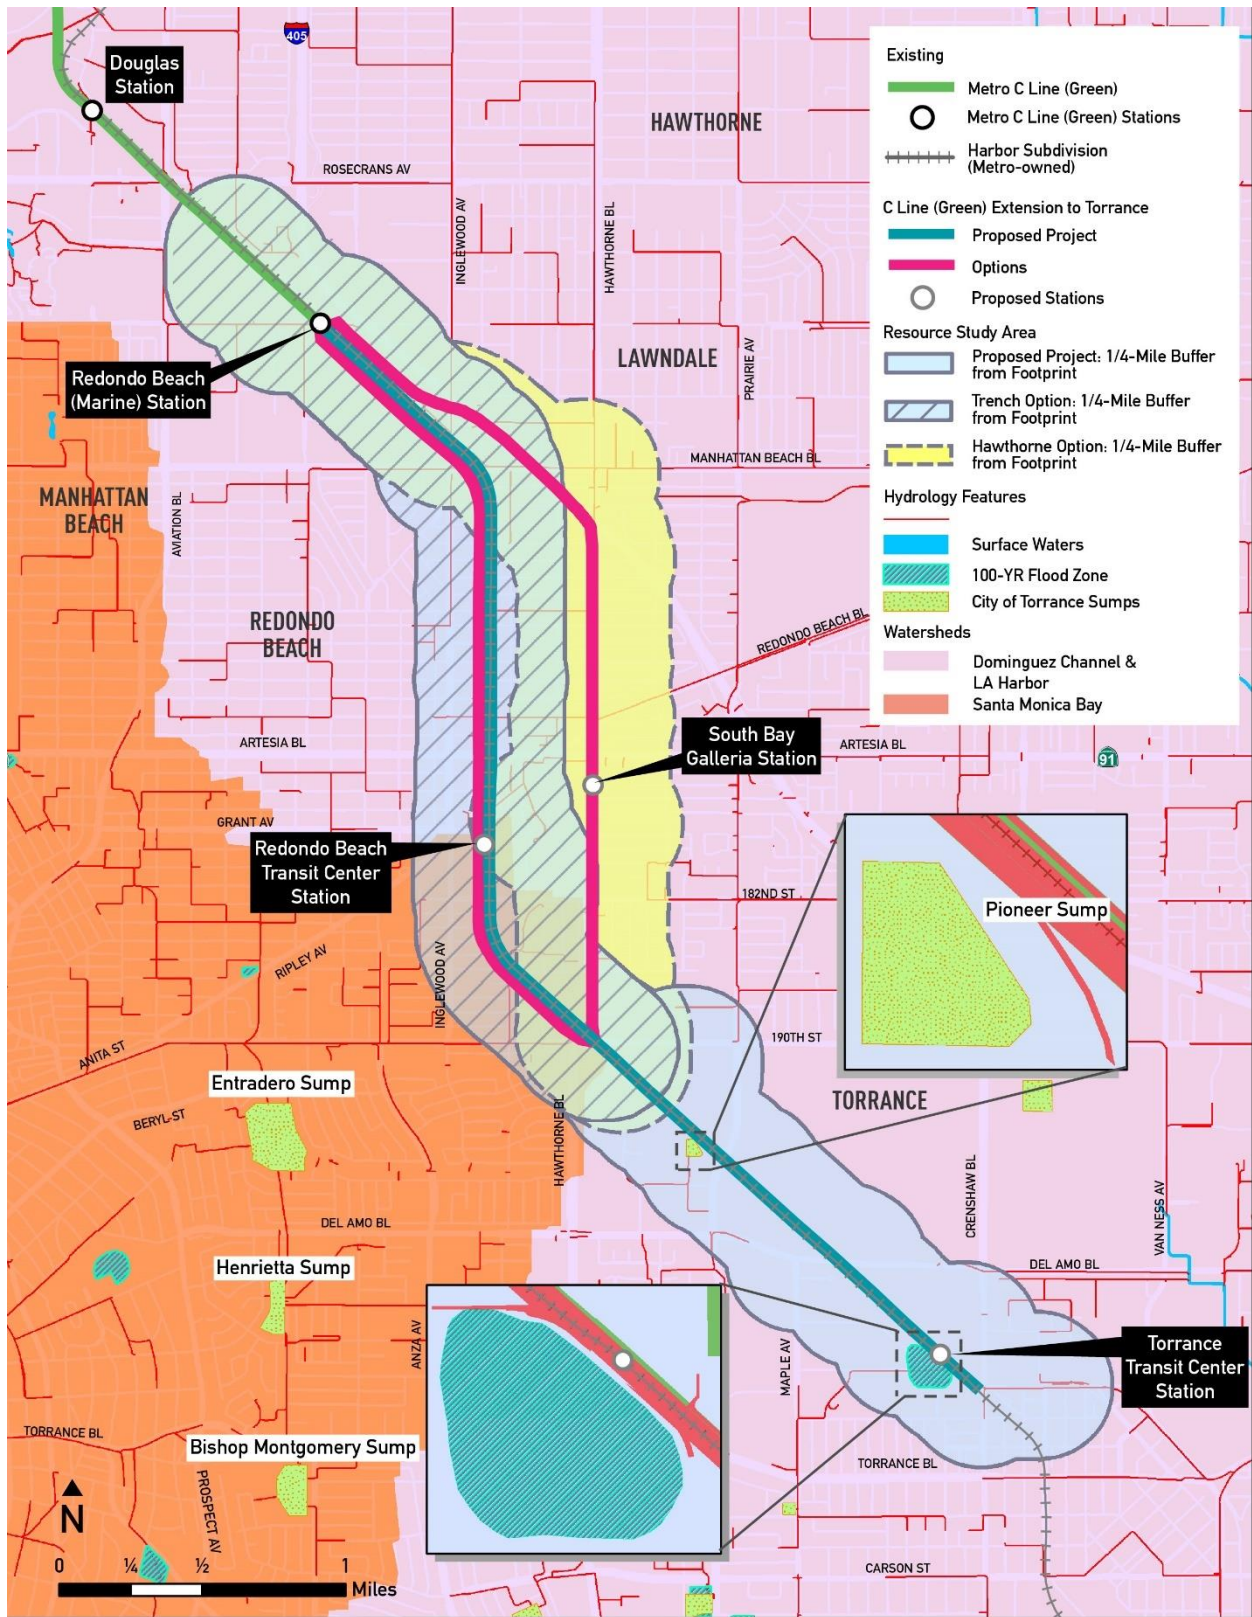 405
Douglas
Station
HAWTHORNE
ROSECRANS AV
INGLEWOOD AV
HAWTHORNE BL
LAWNDALE
PRAIRIE AV
Redondo Beach
(Marine) Station
MANHATTAN BEACH BL
MANHATTAN
BEACH
AVIATION BL
REDONDO
BEACH
REDONDO BEACH BL
ARTESIA BL
South Bay
Galleria Station
ARTESIA BL
91
GRANT AV
Redondo Beach
Transit Center
Station
182ND ST
Pioneer Sump
RIPLEY AV
INGLEWOOD AV
190TH ST
ANITA ST
Entradero Sump
BERYL ST
HAWTHORNE BL
TORRANCE
CRENSHAW BL
VAN NESS AV
DEL AMO BL
DEL AMO BL
Henrietta Sump
ANZA AV
MAPLE AV
Torrance
Transit Center
Station
TORRANCE BL
Bishop Montgomery Sump
TORRANCE BL
PROSPECT AV
CARSON ST
N
0 ¼ ½ 1
Miles
Existing
Metro C Line (Green)
Metro C Line (Green) Stations
Harbor Subdivision
(Metro-owned)
C Line (Green) Extension to Torrance
Proposed Project
Options
Proposed Stations
Resource Study Area
Proposed Project: 1/4-Mile Buffer
from Footprint
Trench Option: 1/4-Mile Buffer
from Footprint
Hawthorne Option: 1/4-Mile Buffer
from Footprint
Hydrology Features
Surface Waters
100-YR Flood Zone
City of Torrance Sumps
Watersheds
Dominguez Channel &
LA Harbor
Santa Monica Bay